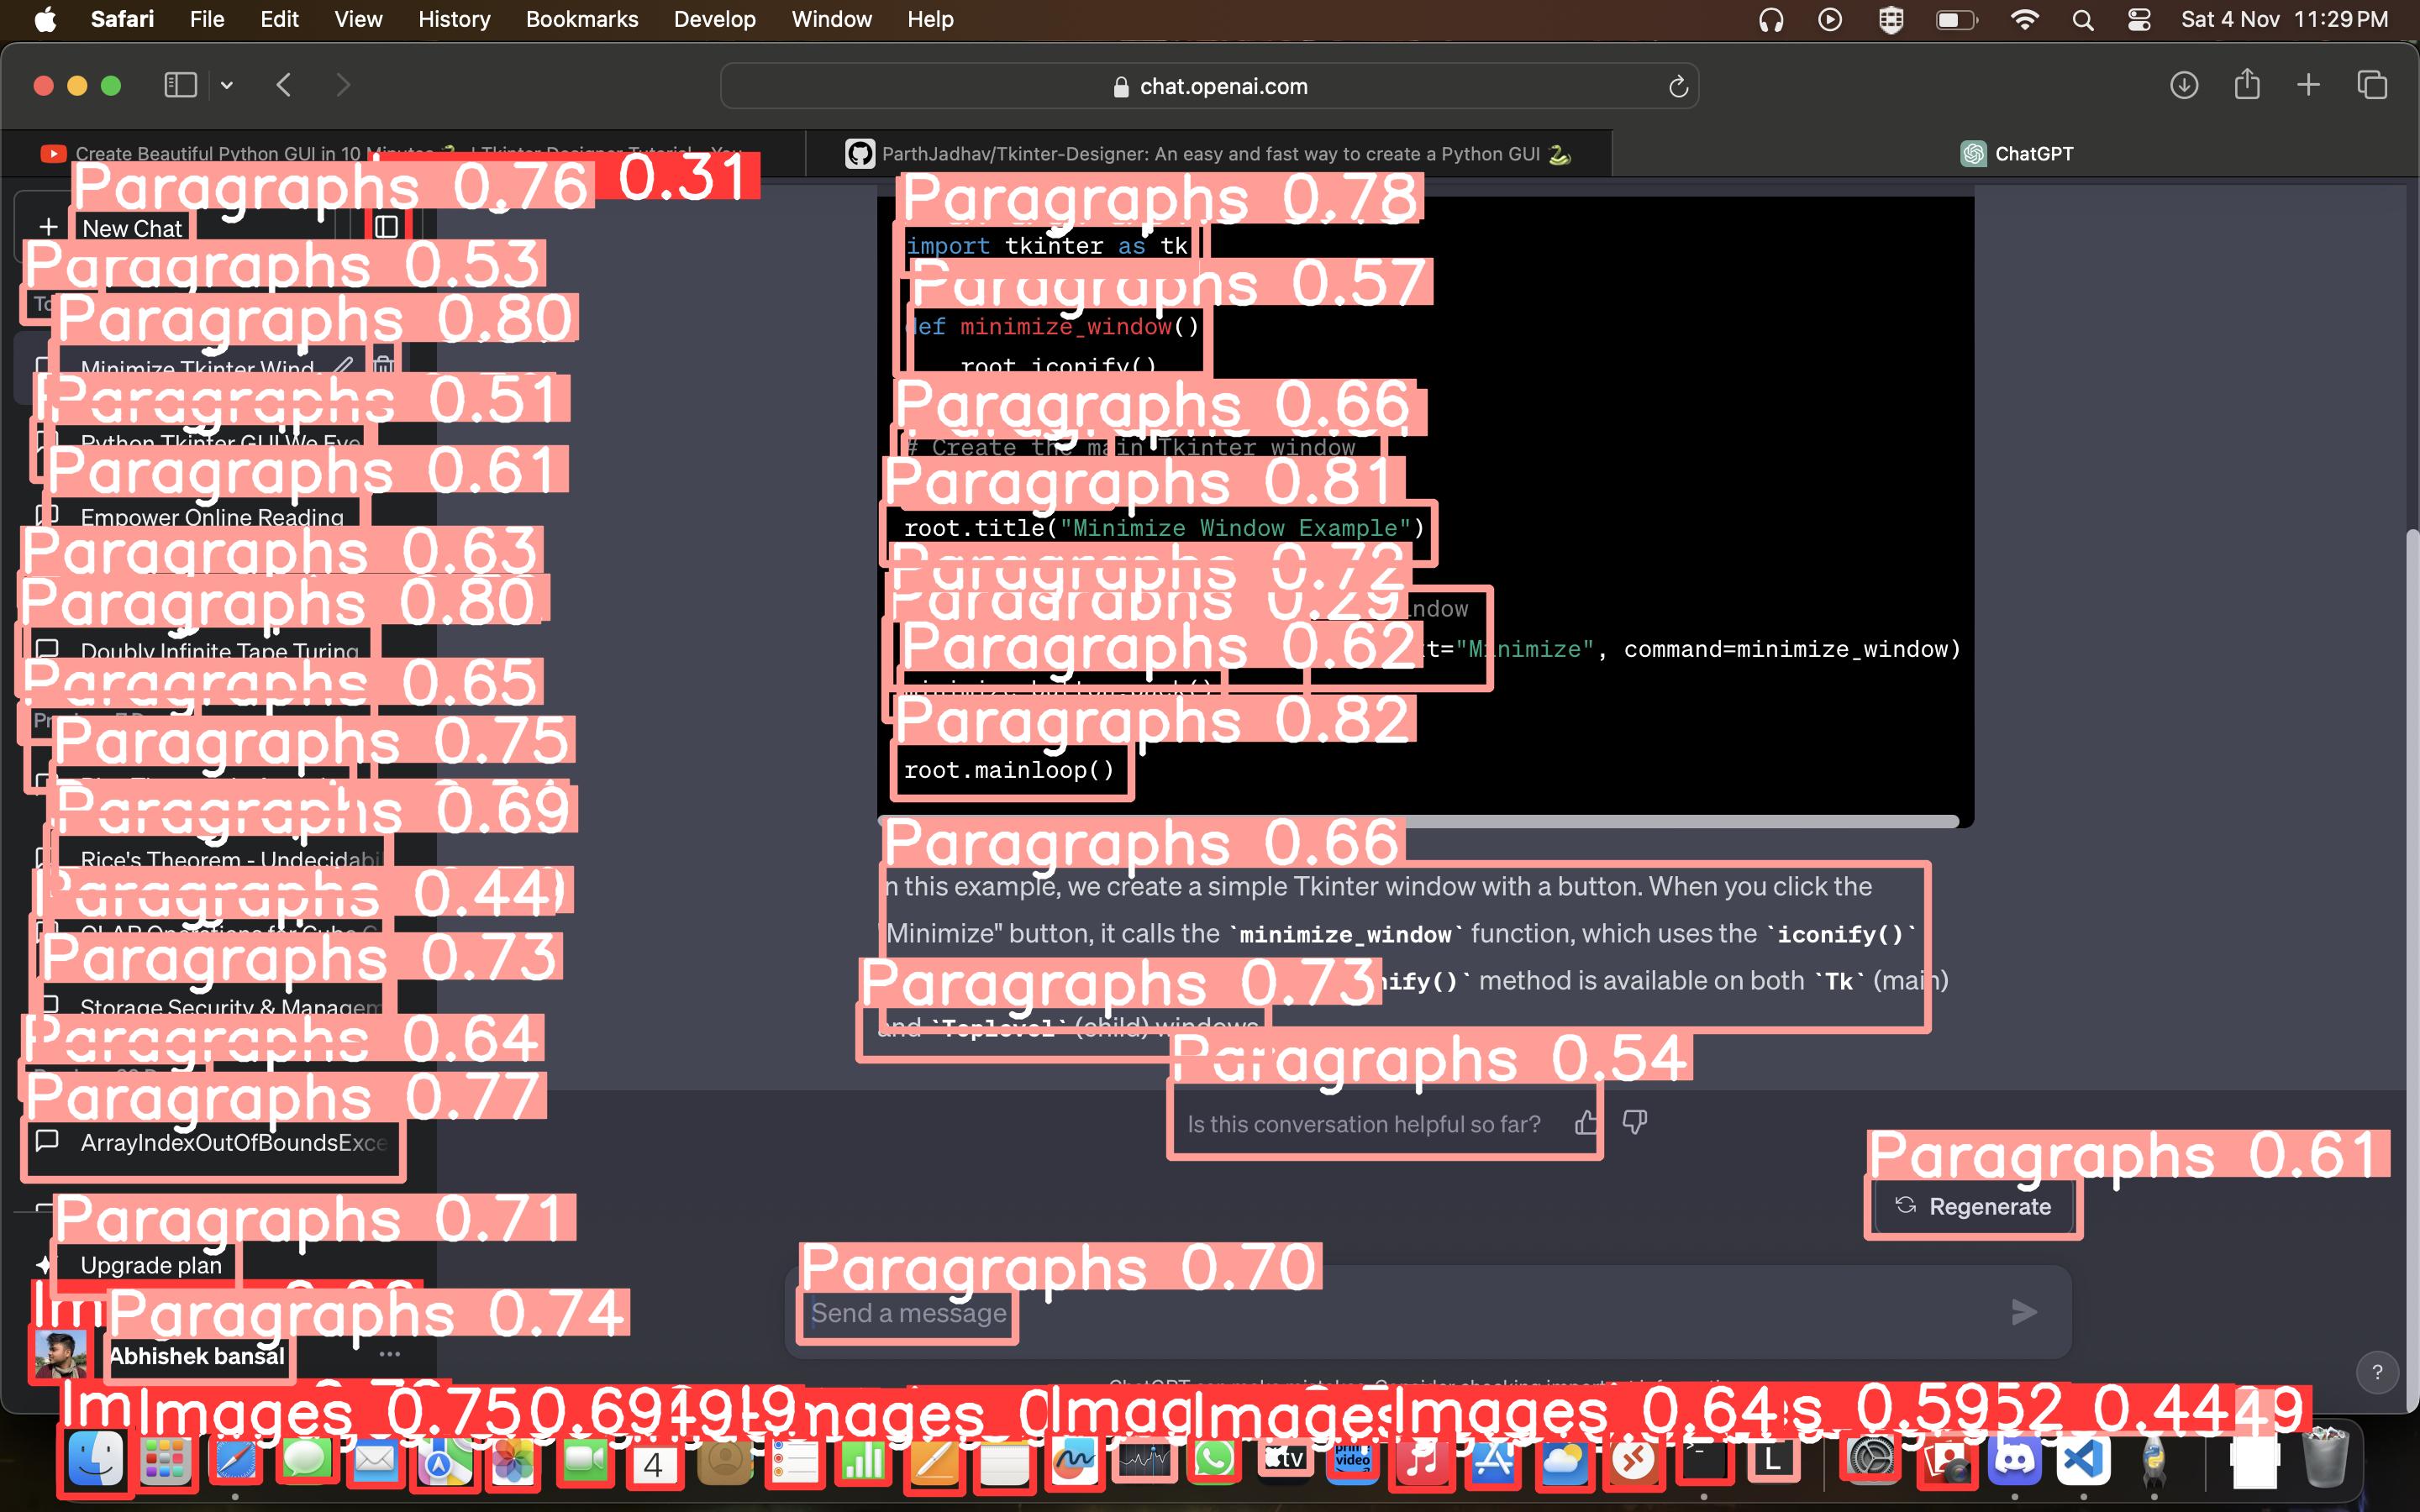 Safari File Edit View History Bookmarks Develop Window Help Sat 4 Nov 11:29 PM
chat.openai.com
Create Beautiful Python GUI in 10
ParthJadhav/Tkinter-Designer: An easy and fast way to create a Python GUI
ChatGPT
Paragraphs 0.76 0.31
New Chat
Paragraphs 0.53
Paragraphs 0.80
Minimize Tkinter Wind
Paragraphs 0.51
Python Tkinter GUI We Eve
Paragraphs 0.61
Empower Online Reading
Paragraphs 0.63
Paragraphs 0.80
Doubly Infinite Tape Turing
Paragraphs 0.65
Paragraphs 0.75
Paragraphs 0.69
Rice's Theorem - Undecidabi
Paragraphs 0.44
Paragraphs 0.73
Storage Security & Managem
Paragraphs 0.64
Paragraphs 0.77
ArrayIndexOutOfBoundsExce
Paragraphs 0.71
Upgrade plan
Paragraphs 0.74
Abhishek bansal
Paragraphs 0.78
import tkinter as tk
Paragraphs 0.57
def minimize_window()
root.iconify()
Paragraphs 0.66
# Create the main Tkinter window
Paragraphs 0.81
root.title("Minimize Window Example")
Paragraphs 0.72
Paragraphs 0.29
Paragraphs 0.62
="Minimize", command=minimize_window)
Paragraphs 0.82
root.mainloop()
Paragraphs 0.66
n this example, we create a simple Tkinter window with a button. When you click the
Minimize" button, it calls the `minimize_window` function, which uses the `iconify()`
Paragraphs 0.73 nify()` method is available on both `Tk` (main)
and `Toplevel` (child) windows
Paragraphs 0.54
Is this conversation helpful so far?
Paragraphs 0.61
Regenerate
Paragraphs 0.70
Send a message
?
Images 0.75 0.69 Images 0.64 0.59 52 0.44 49
4 tv prime video L